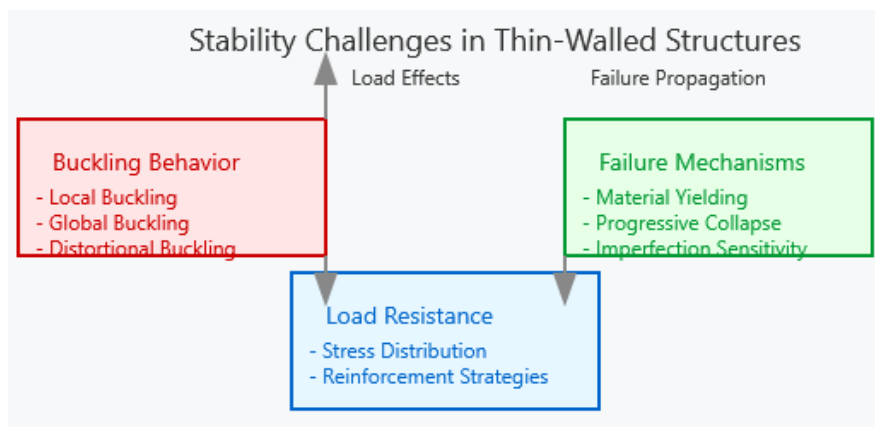 Stability Challenges in Thin-Walled Structures
Load Effects
Failure Propagation
Buckling Behavior
- Local Buckling
- Global Buckling
- Distortional Buckling
Failure Mechanisms
- Material Yielding
- Progressive Collapse
- Imperfection Sensitivity
Load Resistance
- Stress Distribution
- Reinforcement Strategies